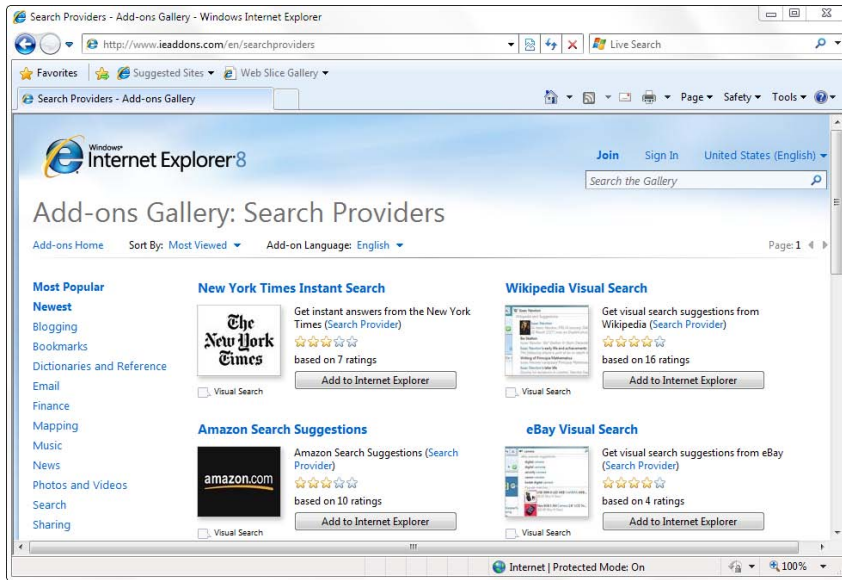 Search Providers - Add-ons Gallery - Windows Internet Explorer
http://www.ieaddons.com/en/searchproviders
Live Search
Favorites
Suggested Sites
Web Slice Gallery
Search Providers - Add-ons Gallery
Page
Safety
Tools
Windows
Internet Explorer 8
Join
Sign In
United States (English)
Search the Gallery
Add-ons Gallery: Search Providers
Add-ons Home
Sort By: Most Viewed
Add-on Language: English
Page: 1
Most Popular
Newest
Blogging
Bookmarks
Dictionaries and Reference
Email
Finance
Mapping
Music
News
Photos and Videos
Search
Sharing
New York Times Instant Search
The
New York
Times
Get instant answers from the New York
Times (Search Provider)
based on 7 ratings
Add to Internet Explorer
Visual Search
Wikipedia Visual Search
Get visual search suggestions from
Wikipedia (Search Provider)
based on 16 ratings
Add to Internet Explorer
Visual Search
Amazon Search Suggestions
amazon.com
Amazon Search Suggestions (Search
Provider)
based on 10 ratings
Add to Internet Explorer
Visual Search
eBay Visual Search
Get visual search suggestions from eBay
(Search Provider)
based on 4 ratings
Add to Internet Explorer
Visual Search
Internet | Protected Mode: On
100%